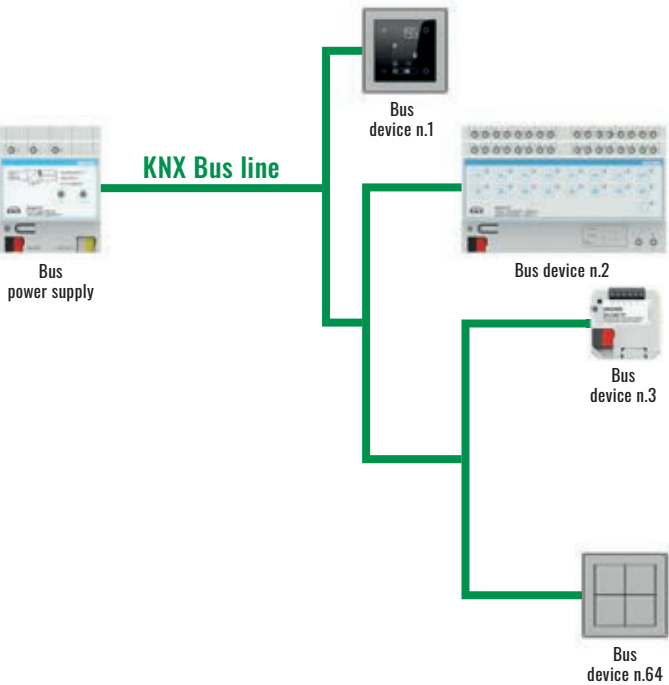 Bus
device n.1
KNX Bus line
Bus
power supply
Bus device n.2
Bus
device n.3
Bus
device n.64